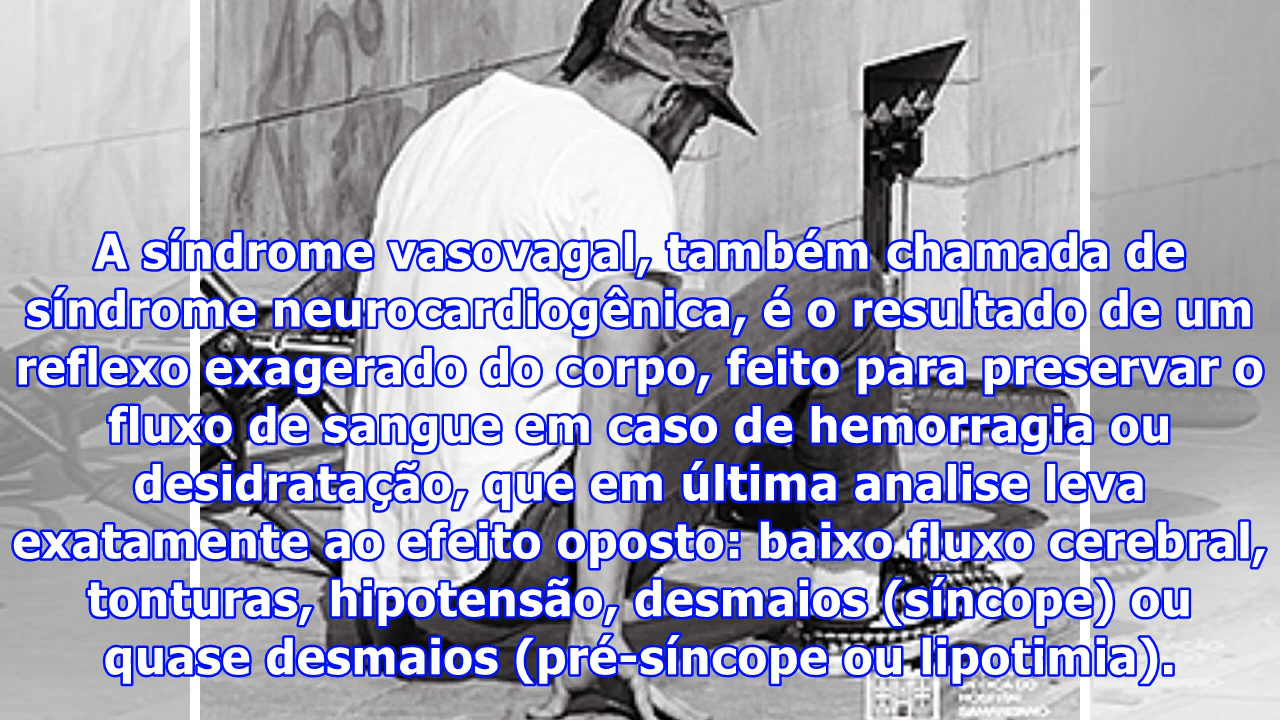 A síndrome vasovagal, também chamada de
síndrome neurocardiogênica, é o resultado de um
reflexo exagerado do corpo, feito para preservar o
fluxo de sangue em caso de hemorragia ou
desidratação, que em última analise leva
exatamente ao efeito oposto: baixo fluxo cerebral,
tonturas, hipotensão, desmaios (síncope) ou
quase desmaios (pré-síncope ou lipotimia).
HOSPITAL
SAMARITANO